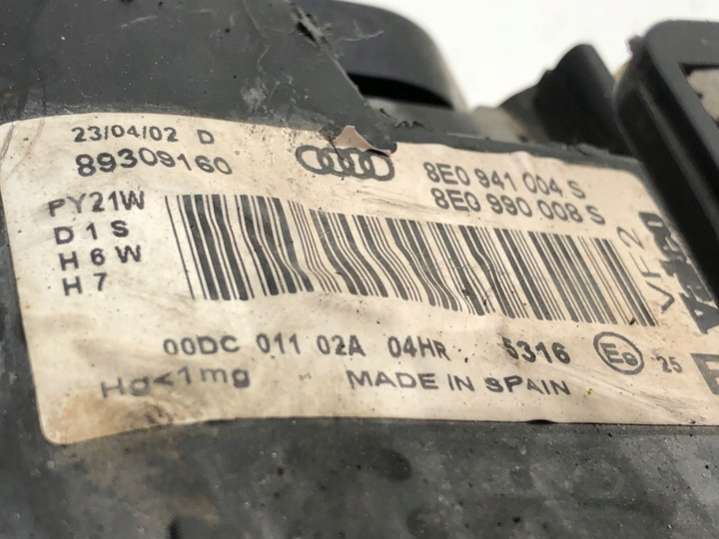 23/04/02 D
89309160
8E0 941 004 S
8E0 990 008 S
PY21W
D1S
H6W
H7
VF2
Valeo
00DC 011 02A 04HR 5316
E9 25
Hg<1mg
MADE IN SPAIN